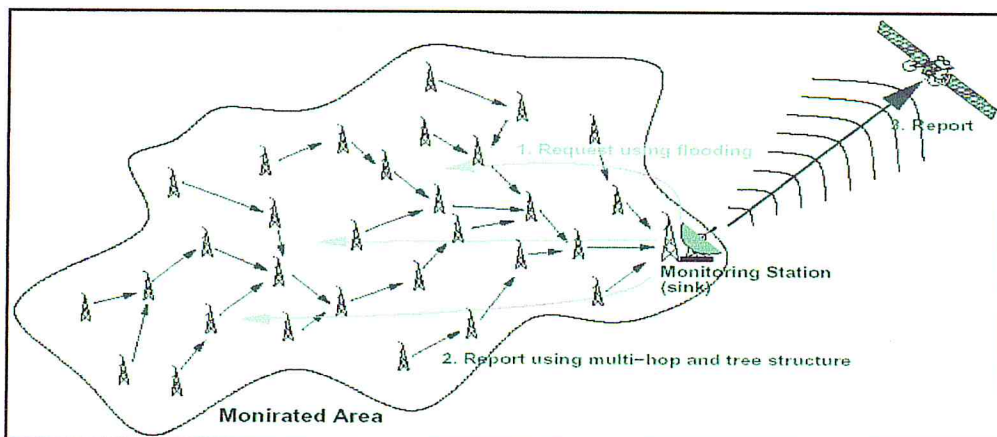 3. Report
1. Request using flooding
Monitoring Station
(sink)
2. Report using multi-hop and tree structure
Monirated Area